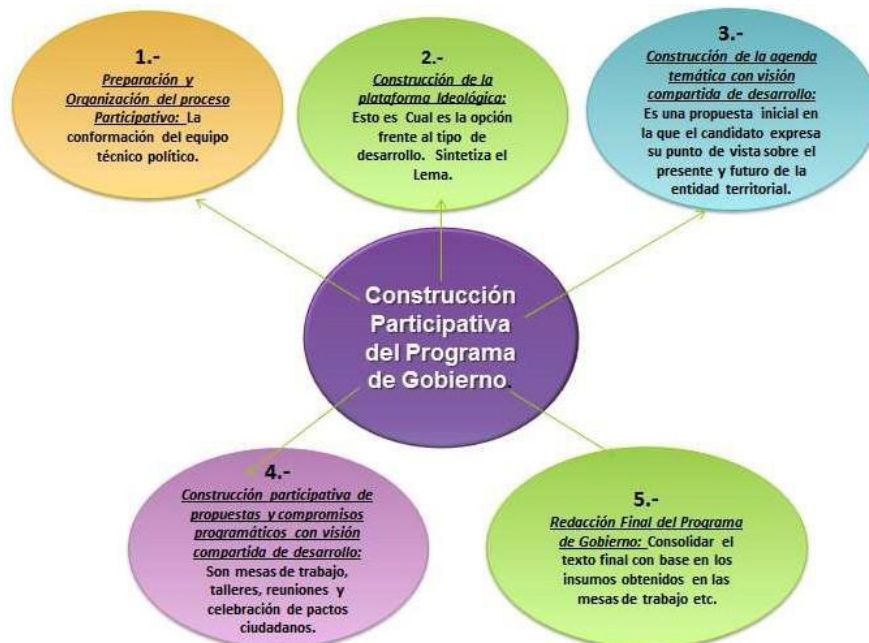 1.-
Preparación y
Organización del proceso
Participativo: La
conformación del equipo
técnico político.
2.-
Construcción de la
plataforma Ideológica:
Esto es Cual es la opción
frente al tipo de
desarrollo. Sintetiza el
Lema.
3.-
Construcción de la agenda
temática con visión
compartida de desarrollo:
Es una propuesta inicial en
la que el candidato expresa
su punto de vista sobre el
presente y futuro de la
entidad territorial.
Construcción
Participativa
del Programa
de Gobierno.
4.-
Construcción participativa de
propuestas y compromisos
programáticos con visión
compartida de desarrollo:
Son mesas de trabajo,
talleres, reuniones y
celebración de pactos
ciudadanos.
5.-
Redacción Final del Programa
de Gobierno: Consolidar el
texto final con base en los
insumos obtenidos en las
mesas de trabajo etc.